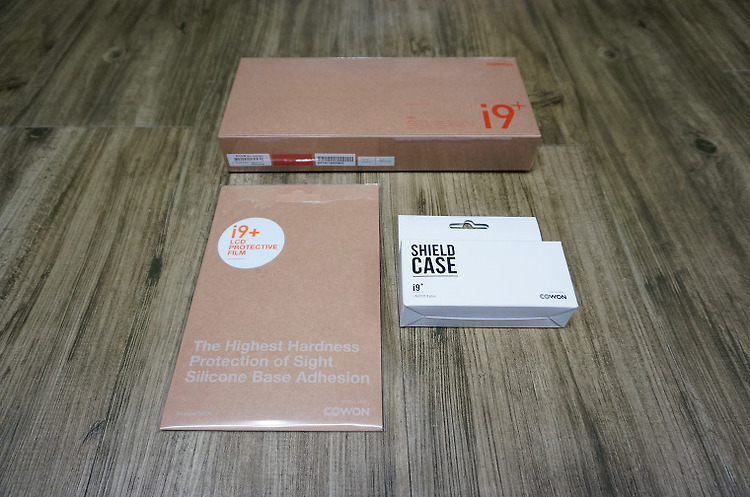 COWON
i9+
i9+
LCD
PROTECTIVE
FILM
The Highest Hardness
Protection of Sight
Silicone Base Adhesion
COWON
SHIELD
CASE
i9+
COWON